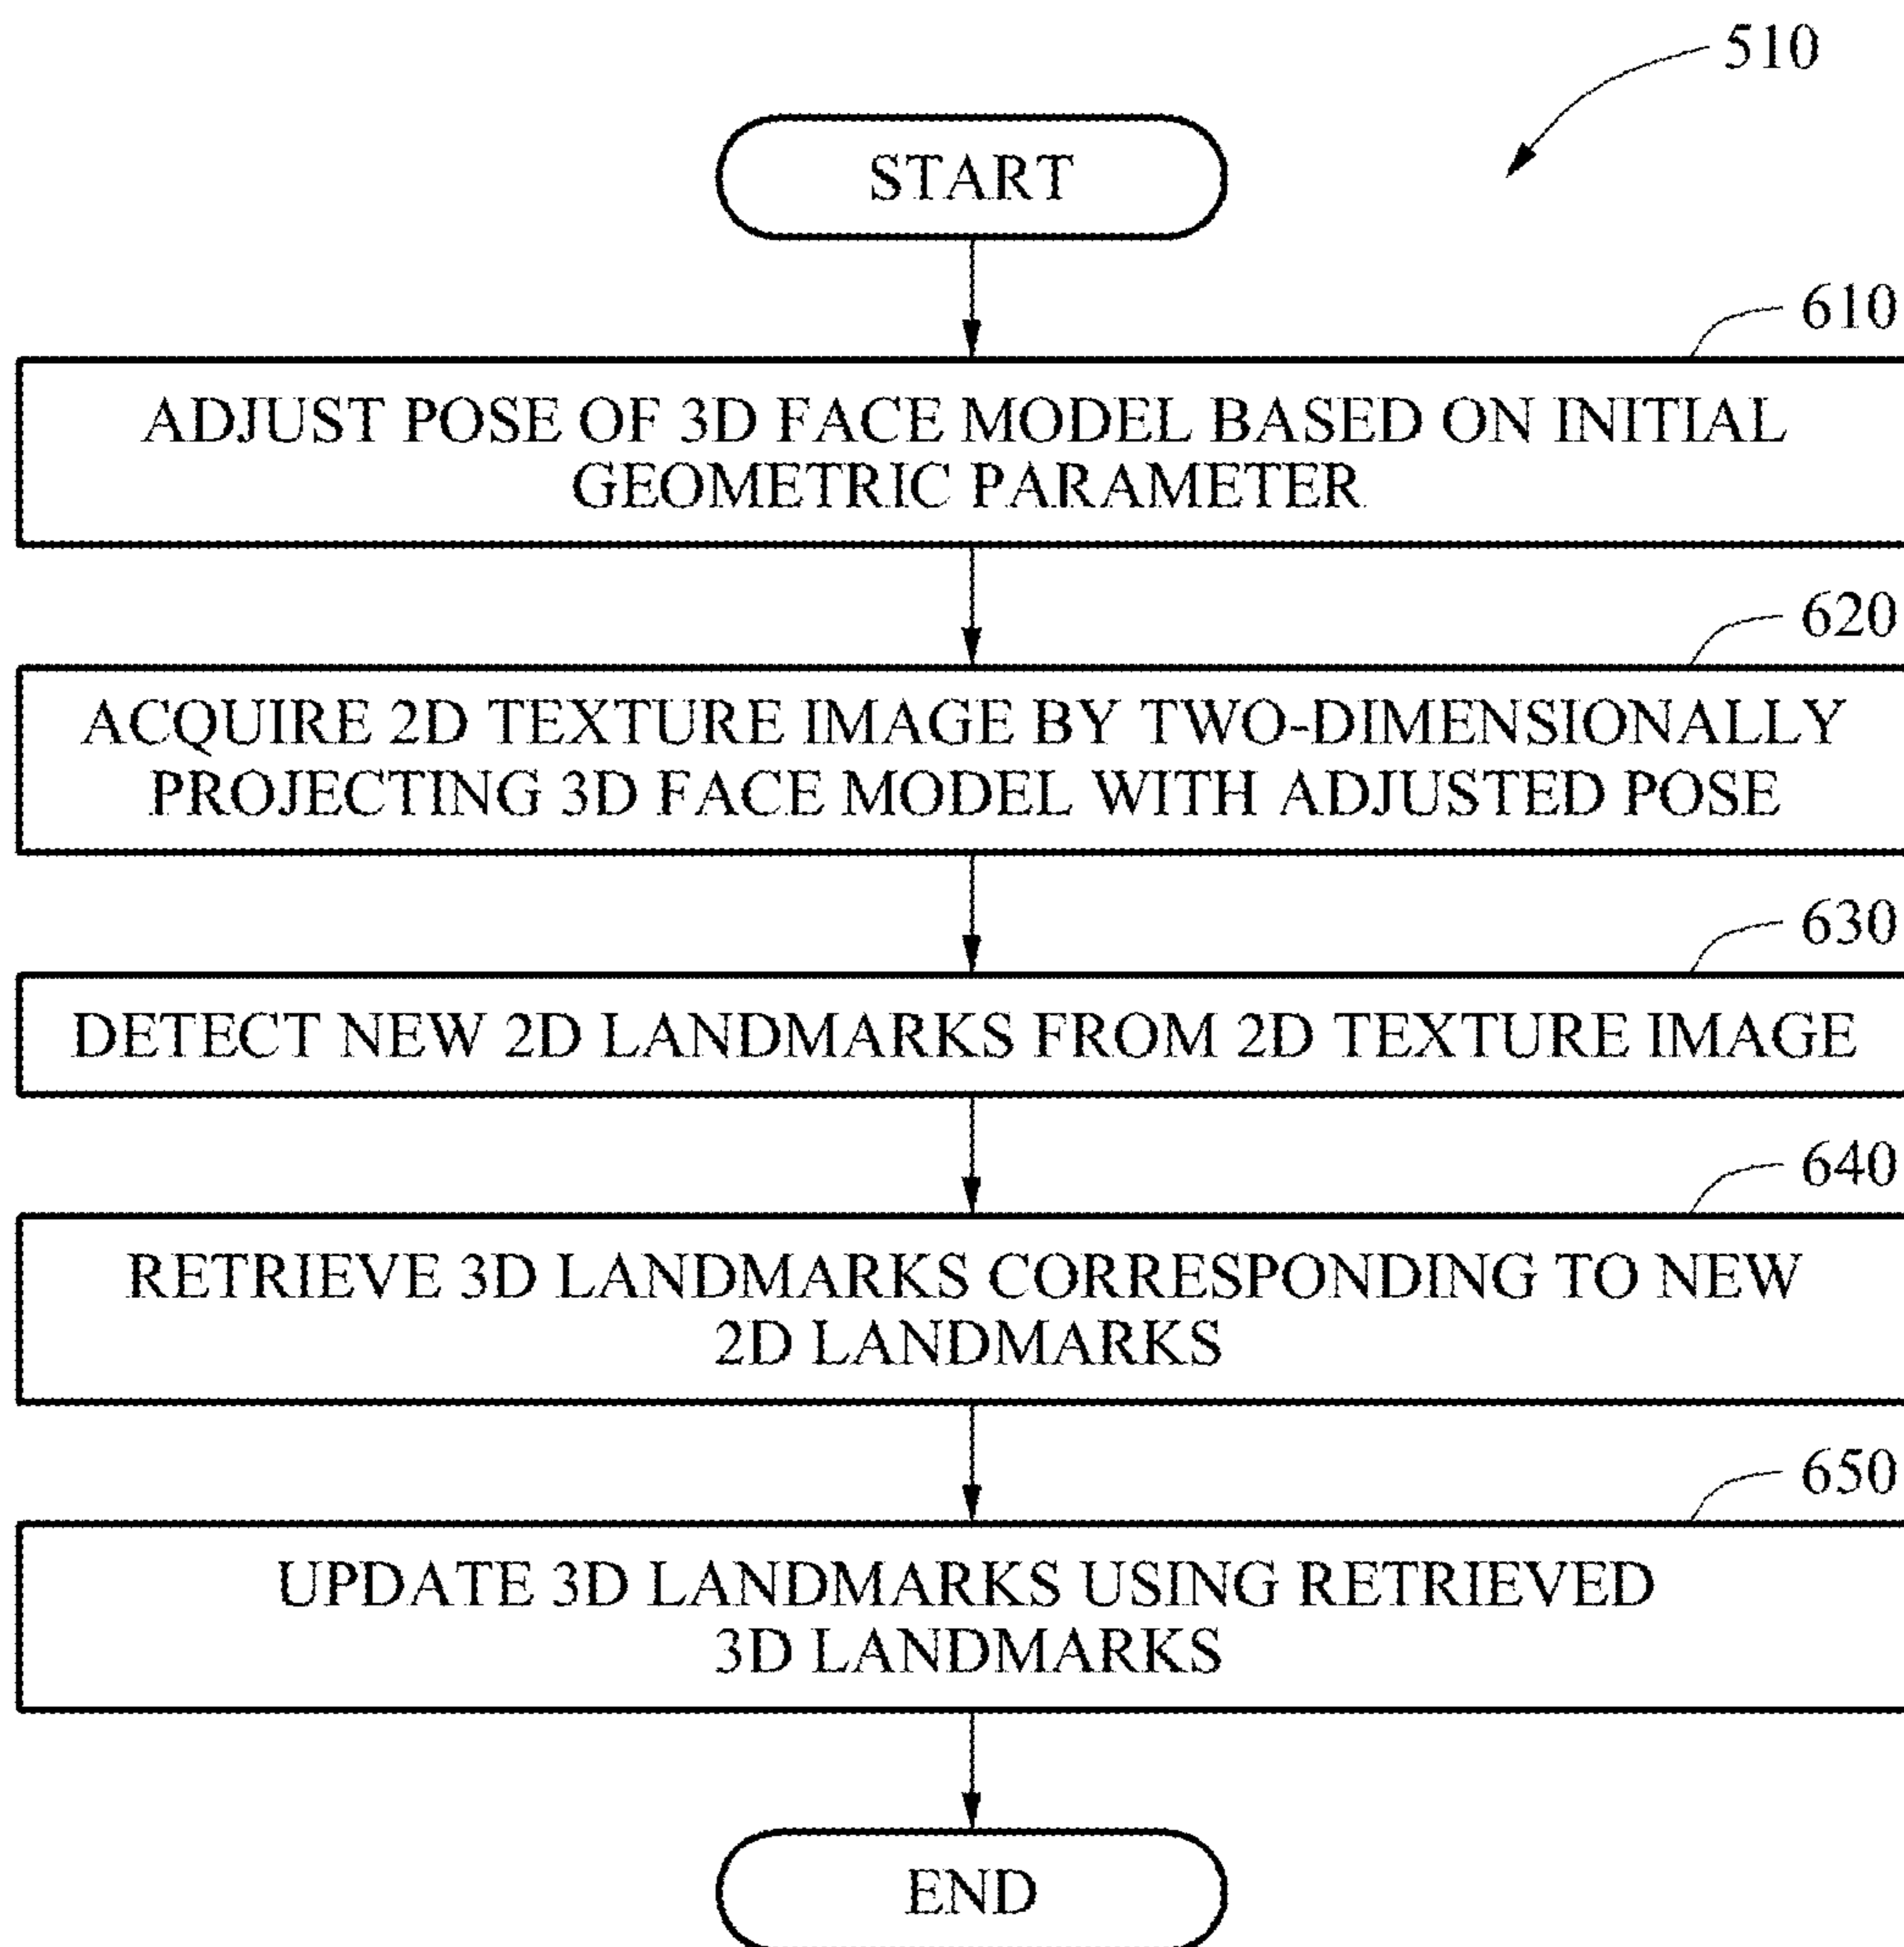 510
START
610
ADJUST POSE OF 3D FACE MODEL BASED ON INITIAL
GEOMETRIC PARAMETER
620
ACQUIRE 2D TEXTURE IMAGE BY TWO-DIMENSIONALLY
PROJECTING 3D FACE MODEL WITH ADJUSTED POSE
630
DETECT NEW 2D LANDMARKS FROM 2D TEXTURE IMAGE
640
RETRIEVE 3D LANDMARKS CORRESPONDING TO NEW
2D LANDMARKS
650
UPDATE 3D LANDMARKS USING RETRIEVED
3D LANDMARKS
END